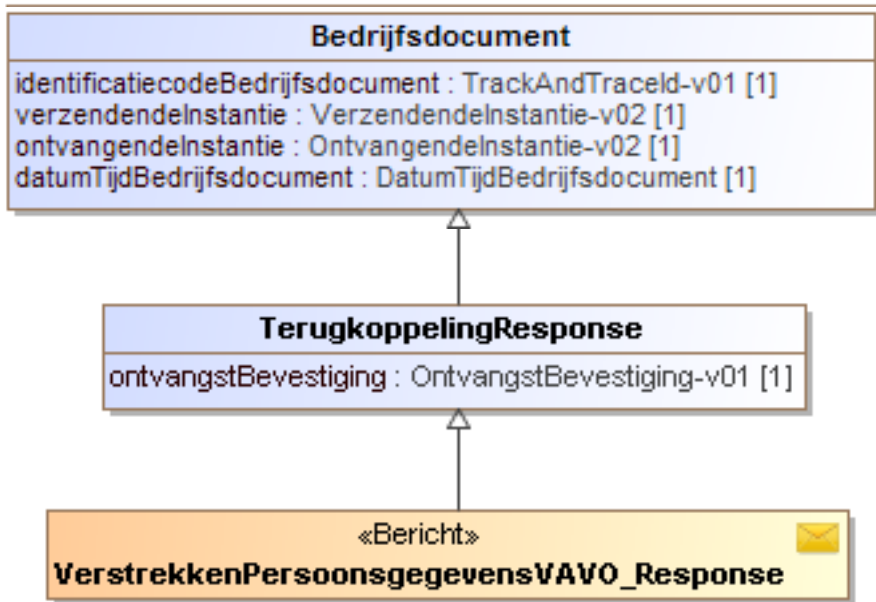 Bedrijfsdocument
identificatiecodeBedrijfsdocument : TrackAndTraceId-v01 [1]
verzendendeInstantie : VerzendendeInstantie-v02 [1]
ontvangendeInstantie : OntvangendeInstantie-v02 [1]
datumTijdBedrijfsdocument : DatumTijdBedrijfsdocument [1]
TerugkoppelingResponse
ontvangstBevestiging : OntvangstBevestiging-v01 [1]
«Bericht»
VerstrekkenPersoonsgegevensVAVO_Response